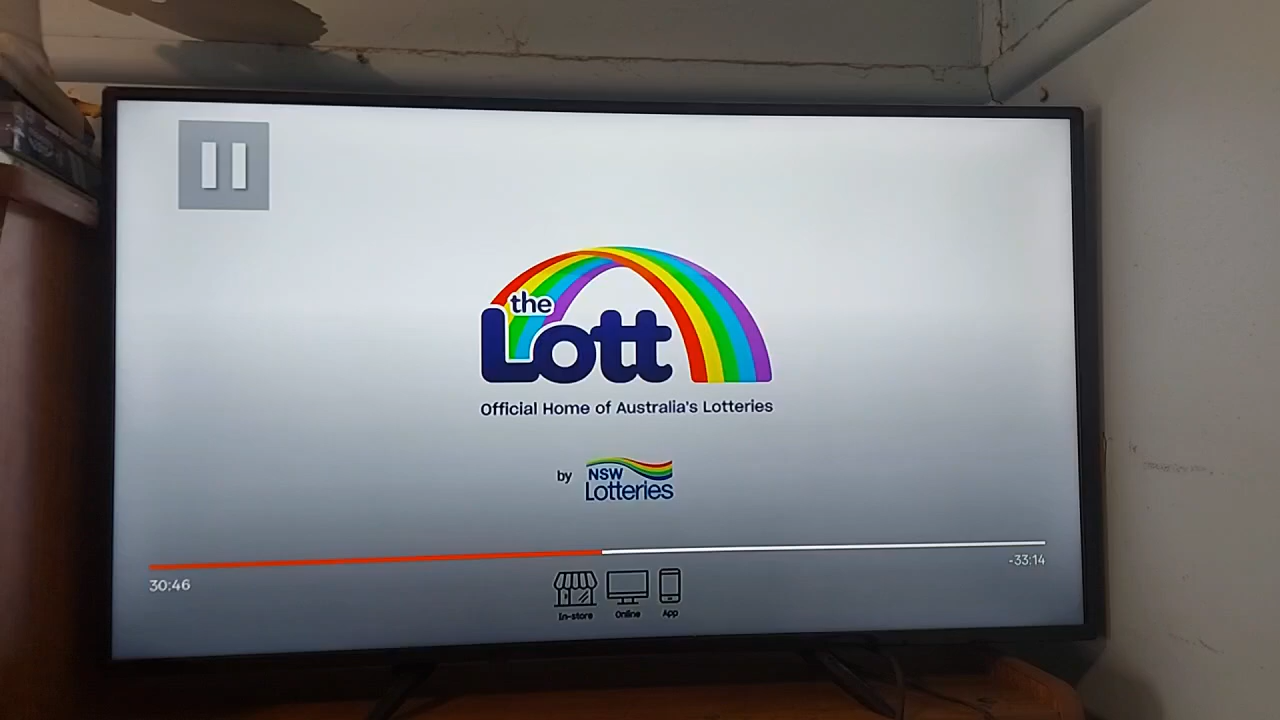 the
Lott
Official Home of Australia's Lotteries
by
NSW
Lotteries
30:46
-33:14
In-store
Online
App